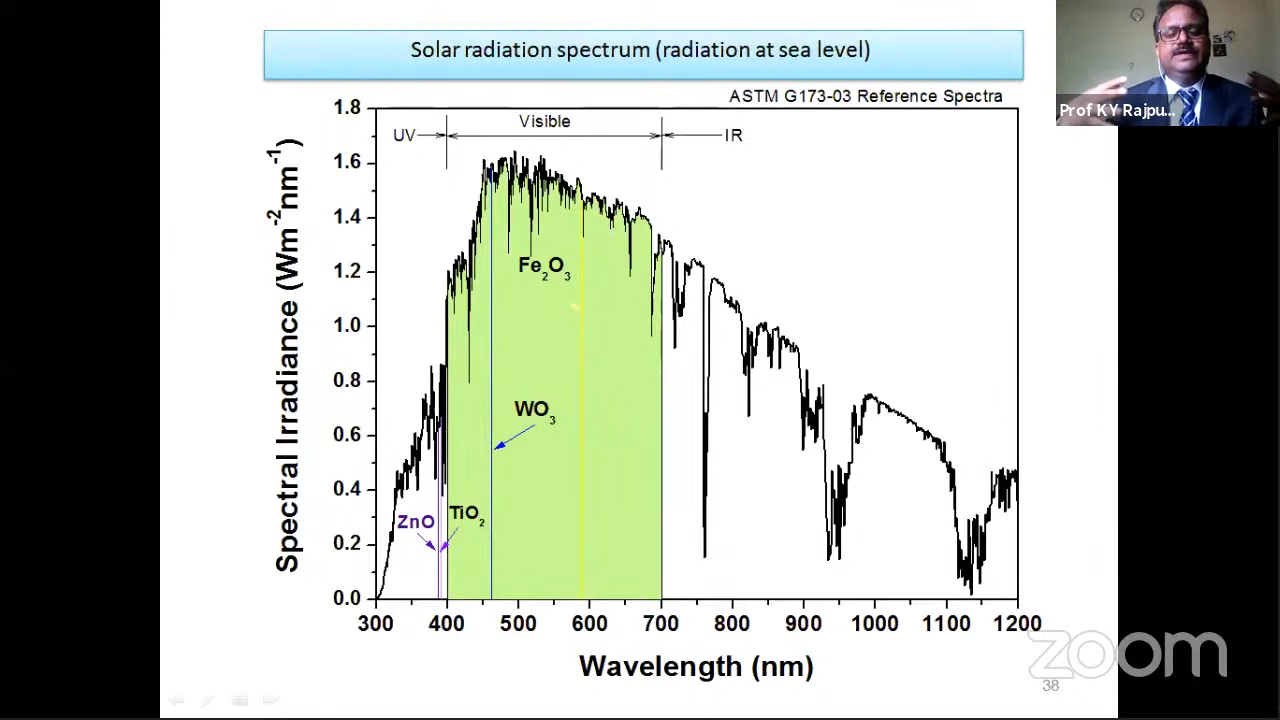 Solar radiation spectrum (radiation at sea level)
Prof KY Rajpu...
ASTM G173-03 Reference Spectra
UV
Visible
IR
Spectral Irradiance (Wm-2nm-1)
1.8
1.6
1.4
1.2
1.0
0.8
0.6
0.4
0.2
0.0
Fe2O3
WO3
ZnO
TiO2
300 400 500 600 700 800 900 1000 1100 1200
Wavelength (nm)
zoom
38